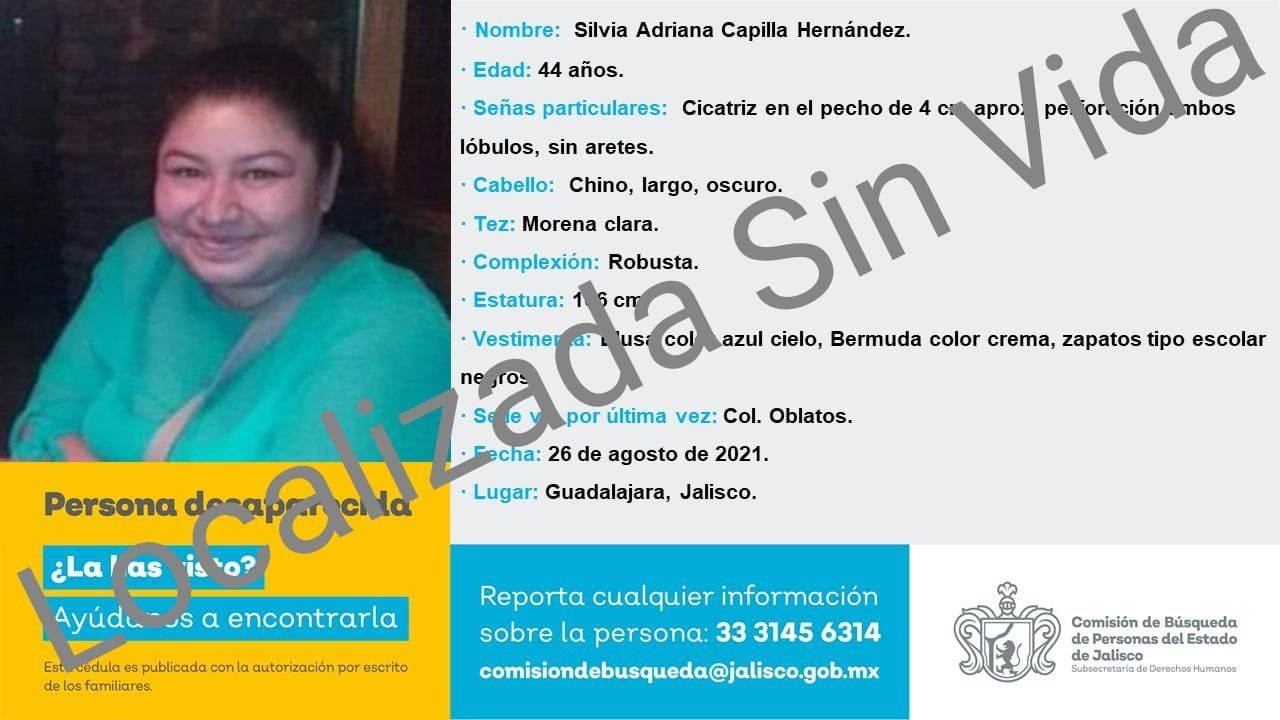 · Nombre: Silvia Adriana Capilla Hernández.
· Edad: 44 años.
· Señas particulares: Cicatriz en el pecho de 4 cm aprox. perforación ambos
lóbulos, sin aretes.
· Cabello: Chino, largo, oscuro.
· Tez: Morena clara.
· Complexión: Robusta.
· Estatura: cm
· Vestimenta: Blusa color azul cielo, Bermuda color crema, zapatos tipo escolar
negros
· Se le vio por última vez: Col. Oblatos.
· Fecha: 26 de agosto de 2021.
· Lugar: Guadalajara, Jalisco.
Localizada Sin Vida
Persona desaparecida
¿La has visto?
Ayúdanos a encontrarla
Esta cédula es publicada con la autorización por escrito
de los familiares.
Reporta cualquier información
sobre la persona: 33 3145 6314
comisiondebusqueda@jalisco.gob.mx
Comisión de Búsqueda
de Personas del Estado
de Jalisco
Subsecretaría de Derechos Humanos